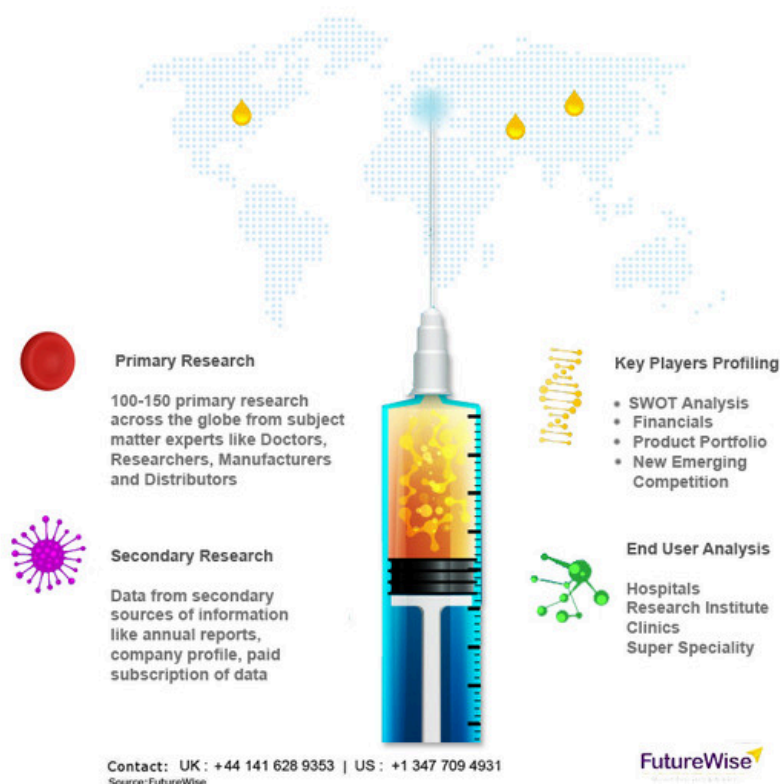 Primary Research
100-150 primary research
across the globe from subject
matter experts like Doctors,
Researchers, Manufacturers
and Distributors
Secondary Research
Data from secondary
sources of information
like annual reports,
company profile, paid
subscription of data
Key Players Profiling
• SWOT Analysis
• Financials
• Product Portfolio
• New Emerging
Competition
End User Analysis
Hospitals
Research Institute
Clinics
Super Speciality
Contact: UK : +44 141 628 9353 | US : +1 347 709 4931
Source:FutureWise
FutureWise